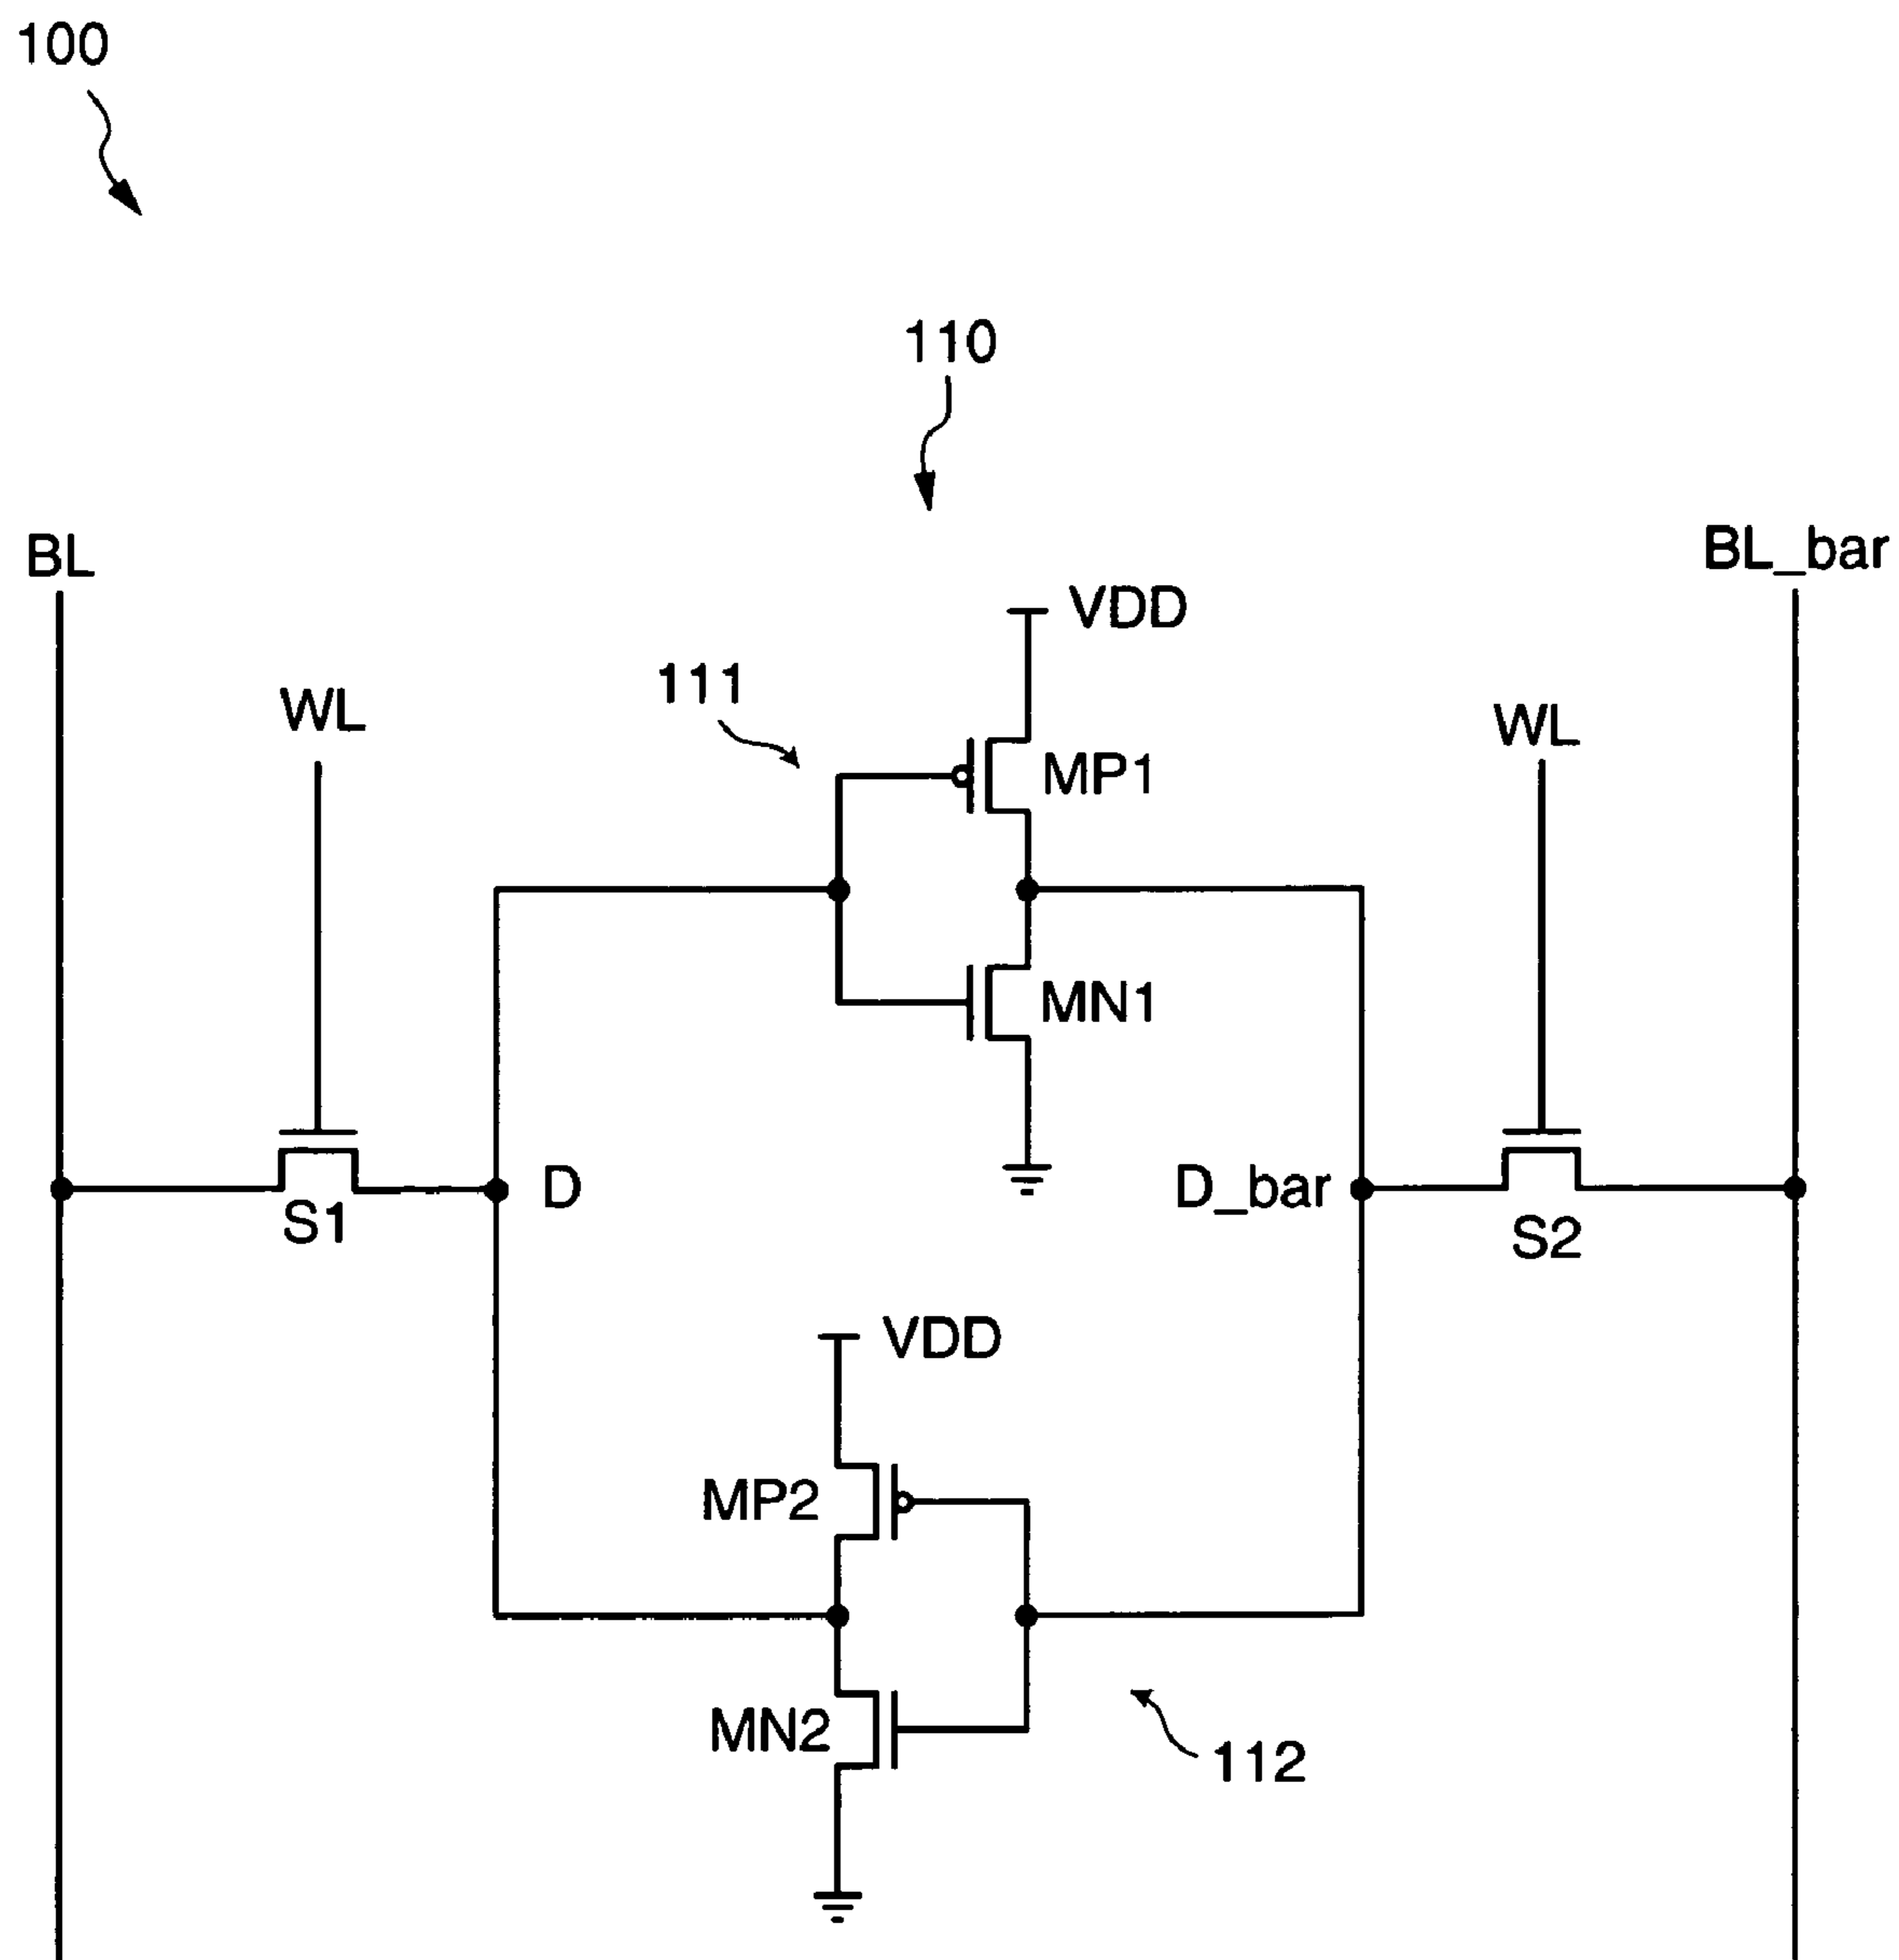 100
110
BL
BL_bar
VDD
111
WL
WL
MP1
MN1
S1
D
D_bar
S2
VDD
MP2
MN2
112